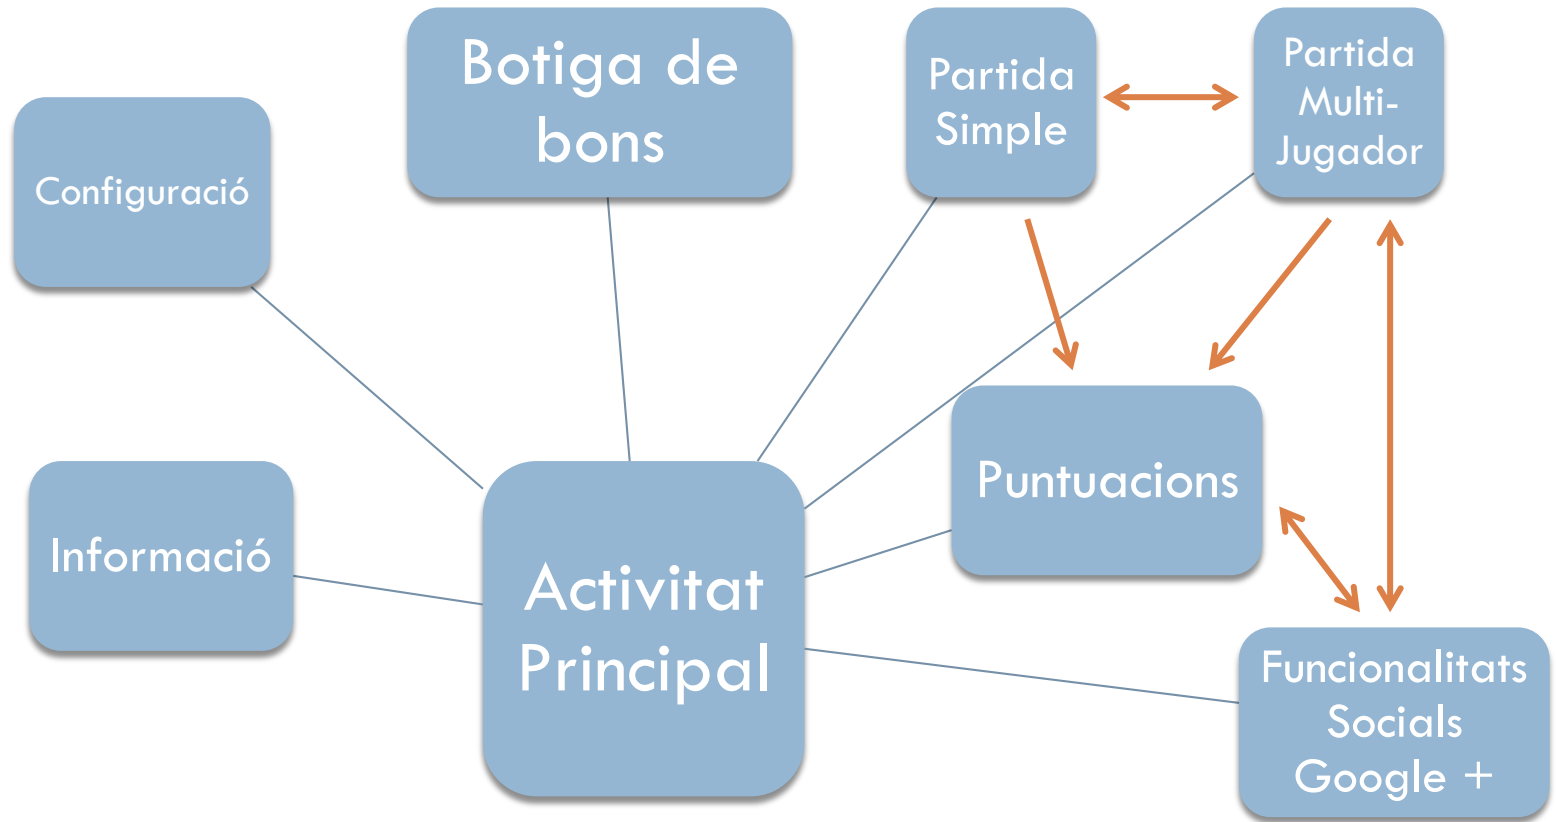 Botiga de
bons
Partida
Simple
Partida
Multi-
Jugador
Configuració
Puntuacions
Informació
Activitat
Principal
Funcionalitats
Socials
Google +